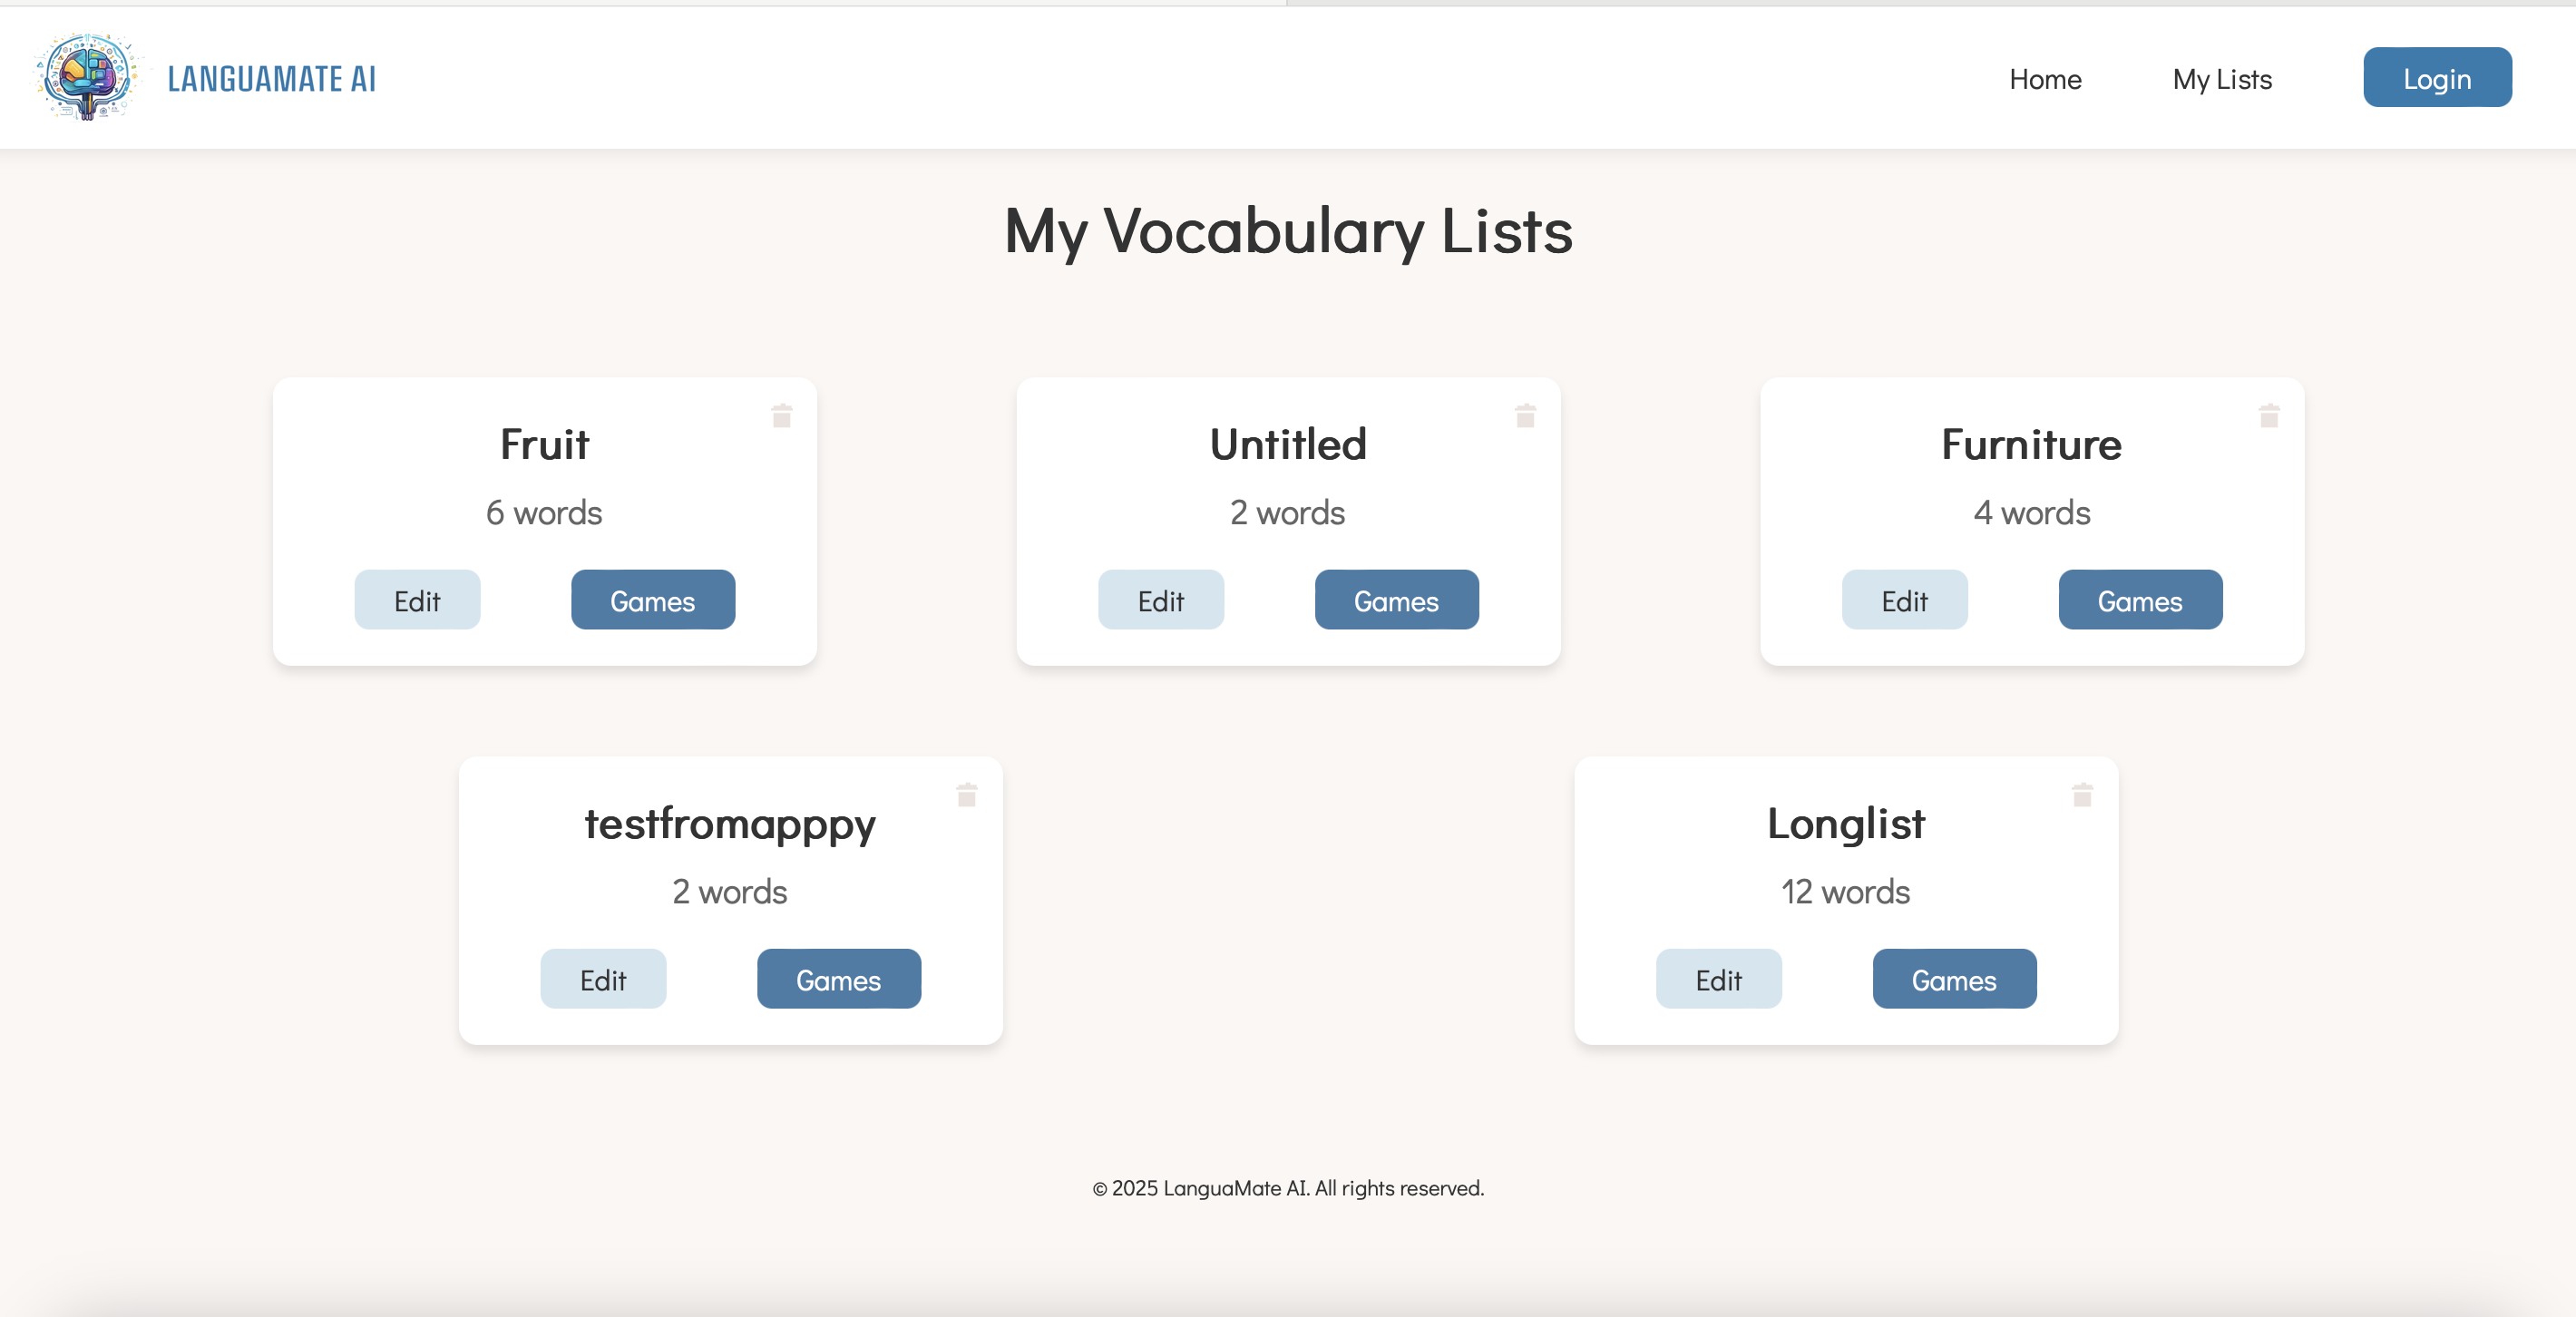 LANGUAMATE AI
Home
My Lists
Login
My Vocabulary Lists
Fruit
6 words
Edit
Games
Untitled
2 words
Edit
Games
Furniture
4 words
Edit
Games
testfromapppy
2 words
Edit
Games
Longlist
12 words
Edit
Games
© 2025 LanguaMate AI. All rights reserved.